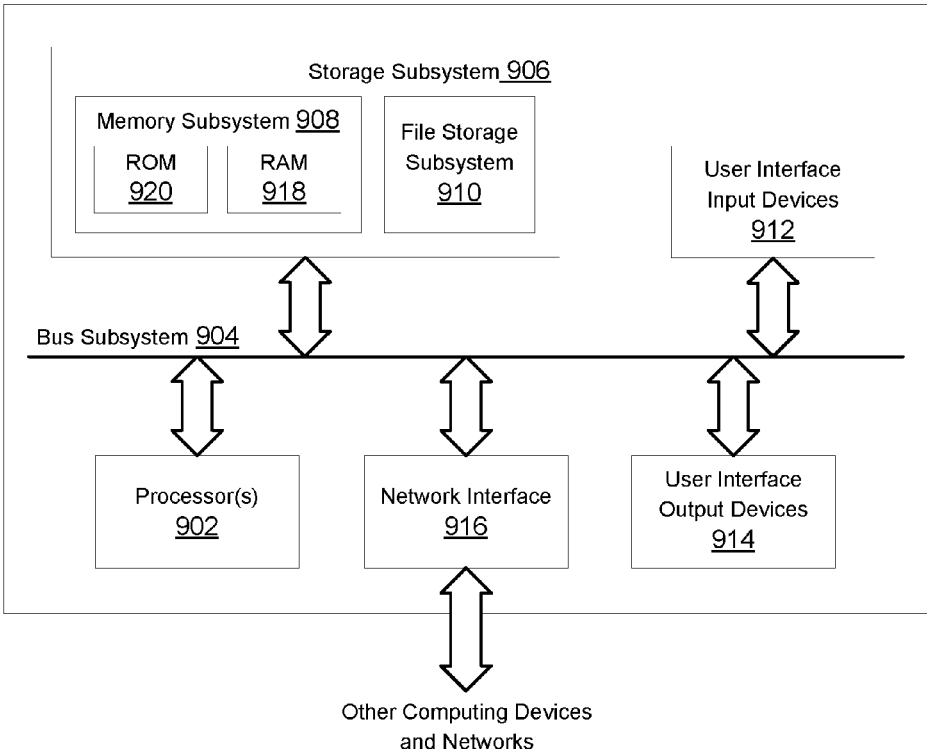 Storage Subsystem 906
Memory Subsystem 908
ROM
920
RAM
918
File Storage
Subsystem
910
User Interface
Input Devices
912
Bus Subsystem 904
Processor(s)
902
Network Interface
916
User Interface
Output Devices
914
Other Computing Devices
and Networks